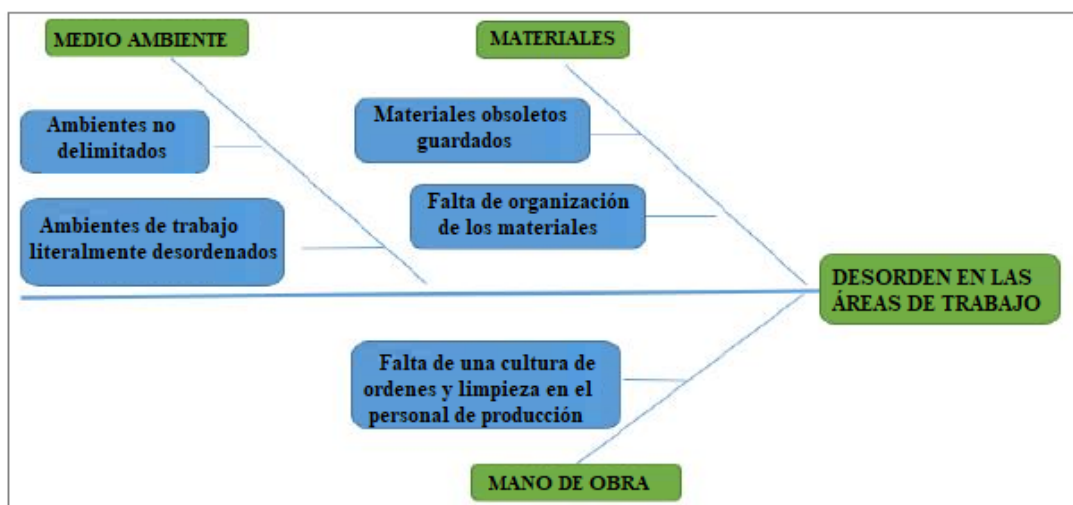 MEDIO AMBIENTE
MATERIALES
Ambientes no
delimitados
Materiales obsoletos
guardados
Ambientes de trabajo
literalmente desordenados
Falta de organización
de los materiales
DESORDEN EN LAS
ÁREAS DE TRABAJO
Falta de una cultura de
ordenes y limpieza en el
personal de producción
MANO DE OBRA